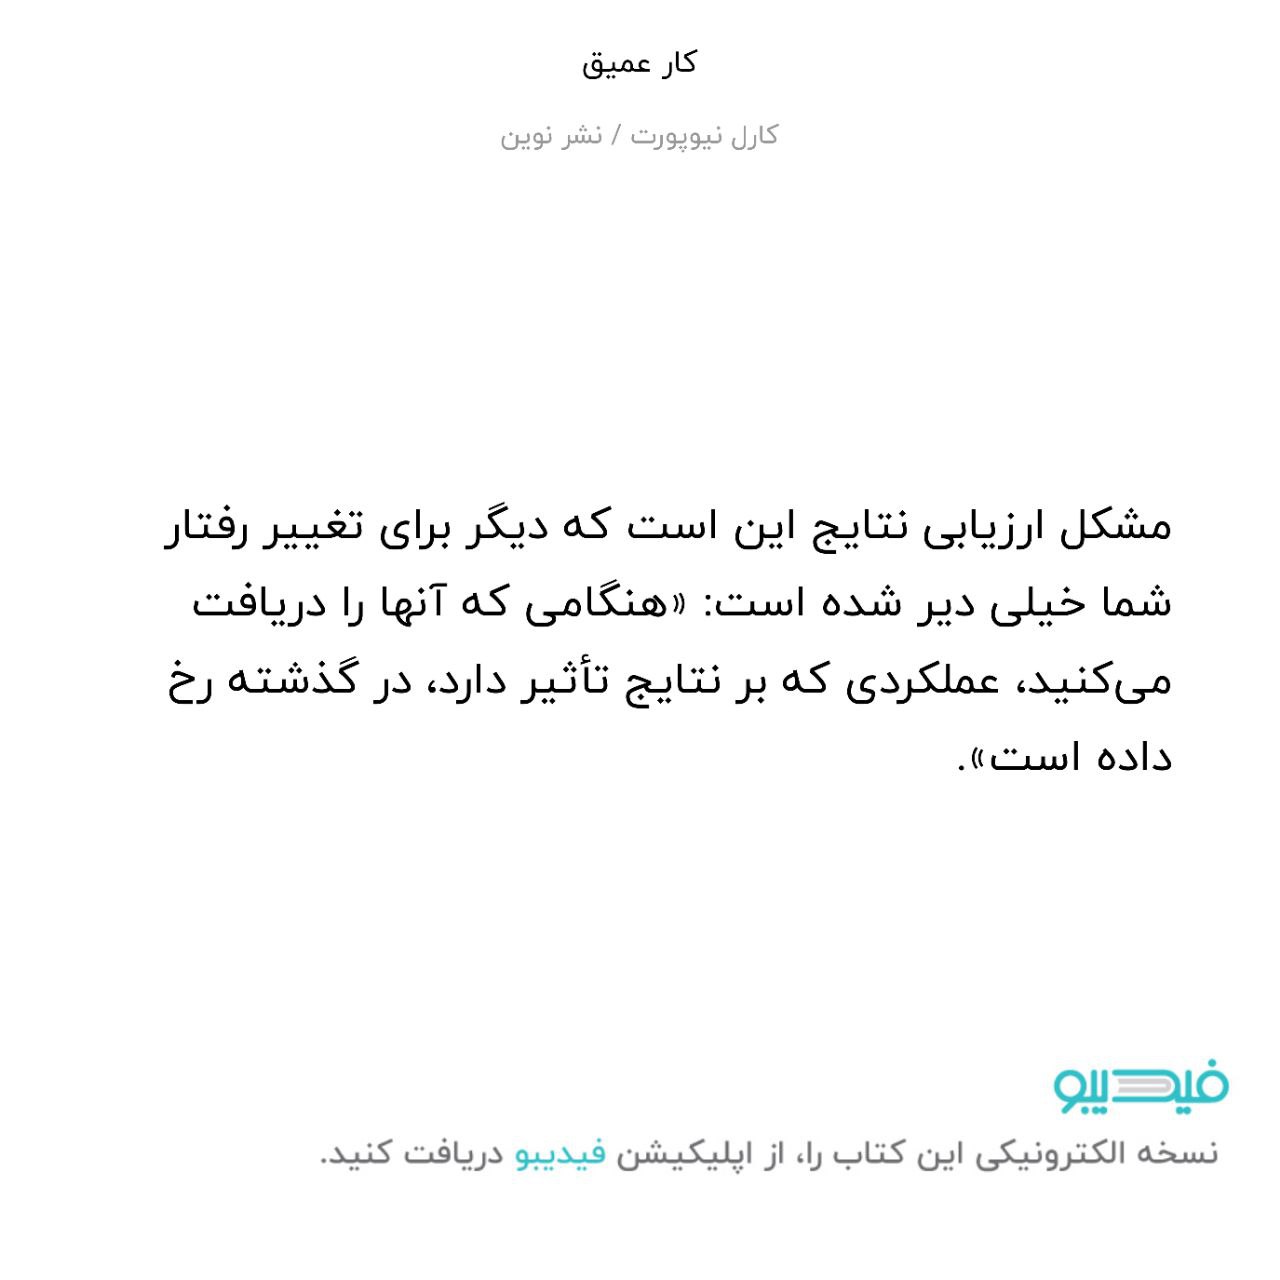 کار عمیق
کارل نیوپورت / نشر نوین
مشکل ارزیابی نتایج این است که دیگر برای تغییر رفتار
شما خیلی دیر شده است: «هنگامی که آنها را دریافت
می‌کنید، عملکردی که بر نتایج تأثیر دارد، در گذشته رخ
داده است».
فیدیبو
نسخه الکترونیکی این کتاب را، از اپلیکیشن فیدیبو دریافت کنید.